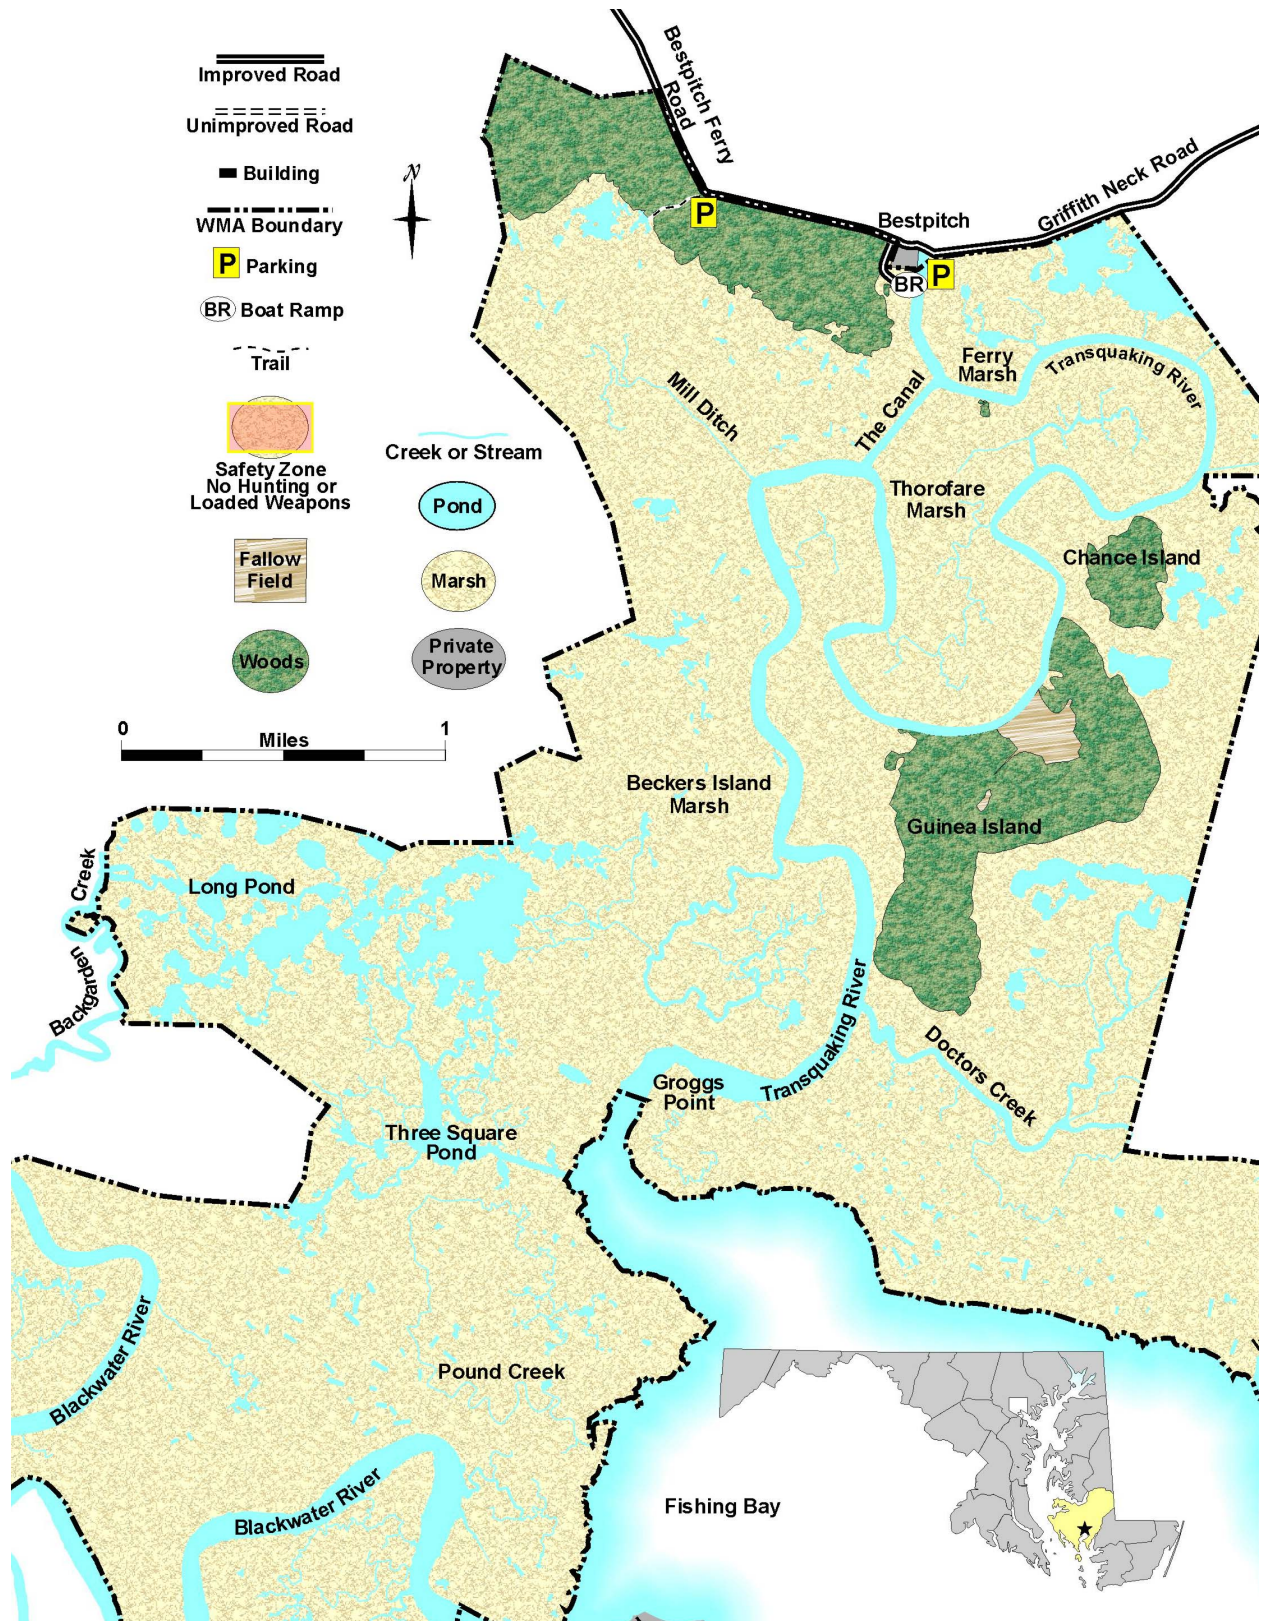 Improved Road
Unimproved Road
Building
WMA Boundary
P Parking
BR Boat Ramp
Trail
Safety Zone
No Hunting or
Loaded Weapons
Fallow
Field
Woods
Creek or Stream
Pond
Marsh
Private
Property
N
0
1
Miles
Bestpitch Ferry
Road
Griffith Neck Road
Bestpitch
P
P
BR
Ferry
Marsh
Transquaking River
The Canal
Mill Ditch
Thorofare
Marsh
Chance Island
Beckers Island
Marsh
Guinea Island
Long Pond
Backgarden
Creek
Transquaking River
Doctors Creek
Groggs
Point
Three Square
Pond
Blackwater River
Pound Creek
Blackwater River
Fishing Bay